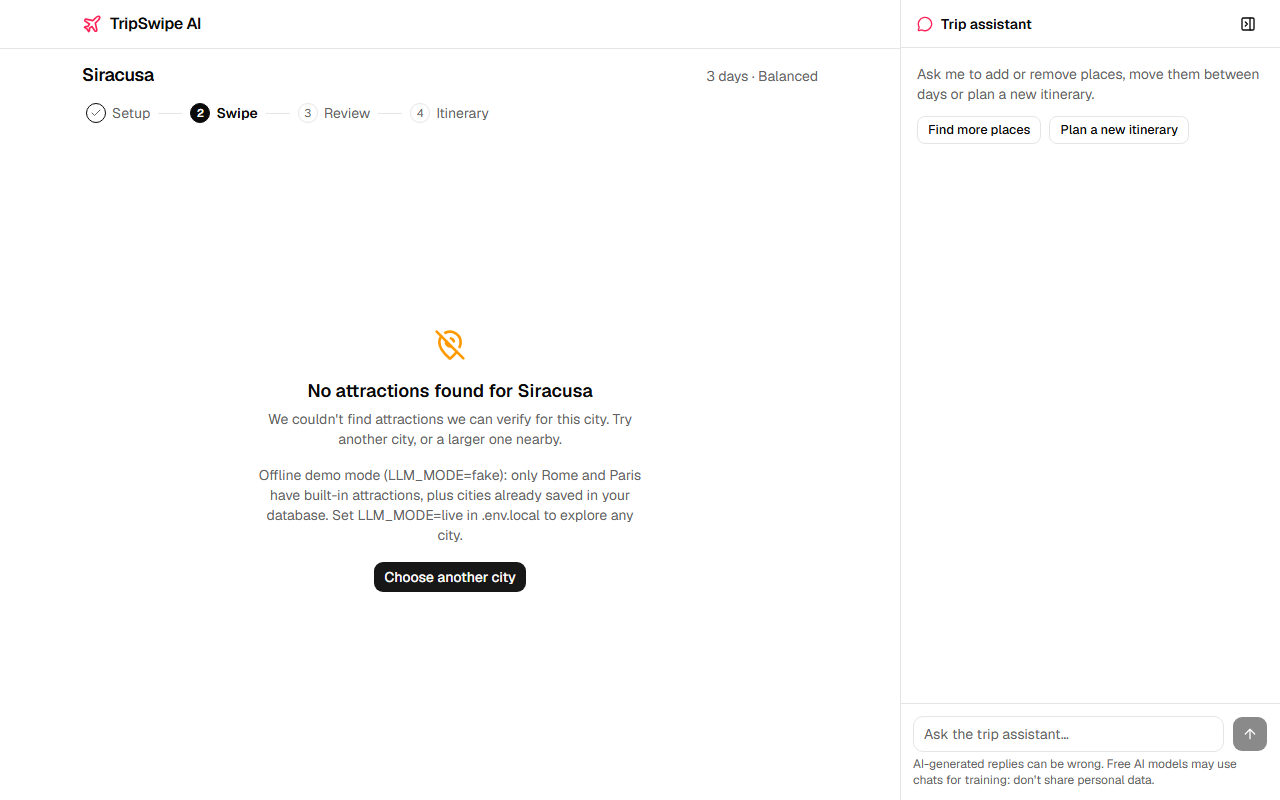 TripSwipe AI
Siracusa
3 days · Balanced
Setup
2 Swipe
3 Review
4 Itinerary
No attractions found for Siracusa
We couldn't find attractions we can verify for this city. Try
another city, or a larger one nearby.
Offline demo mode (LLM_MODE=fake): only Rome and Paris
have built-in attractions, plus cities already saved in your
database. Set LLM_MODE=live in .env.local to explore any
city.
Choose another city
Trip assistant
Ask me to add or remove places, move them between
days or plan a new itinerary.
Find more places
Plan a new itinerary
Ask the trip assistant…
AI-generated replies can be wrong. Free AI models may use
chats for training: don't share personal data.